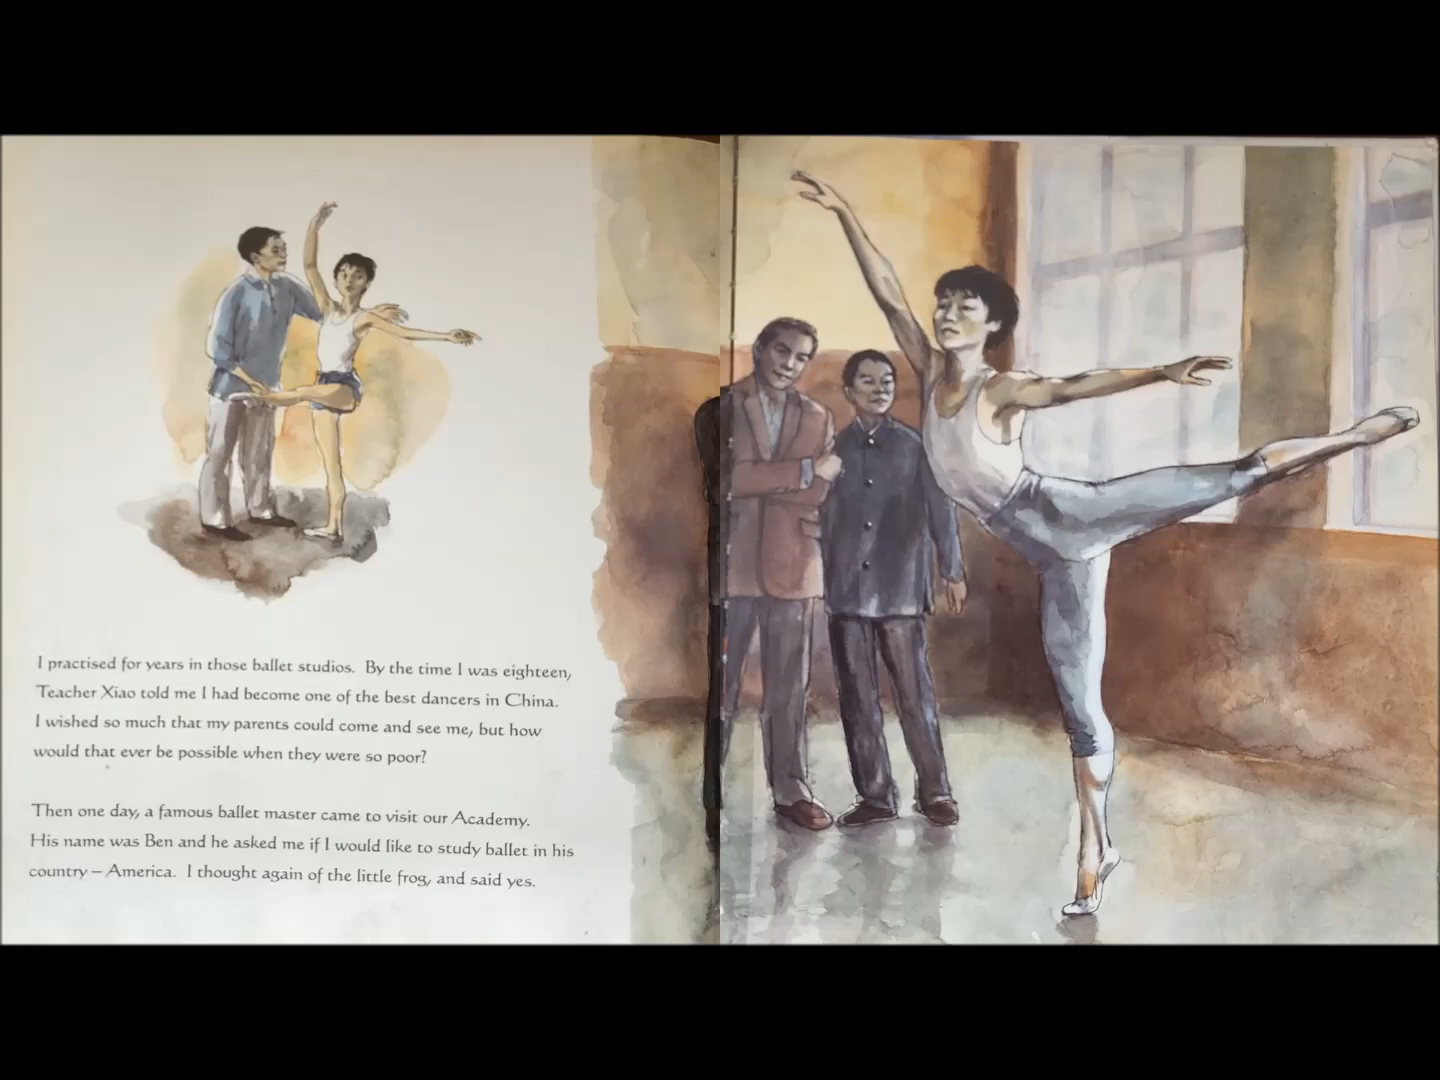 I practised for years in those ballet studios. By the time I was eighteen,
Teacher Xiao told me I had become one of the best dancers in China.
I wished so much that my parents could come and see me, but how
would that ever be possible when they were so poor?
Then one day, a famous ballet master came to visit our Academy.
His name was Ben and he asked me if I would like to study ballet in his
country – America. I thought again of the little frog, and said yes.